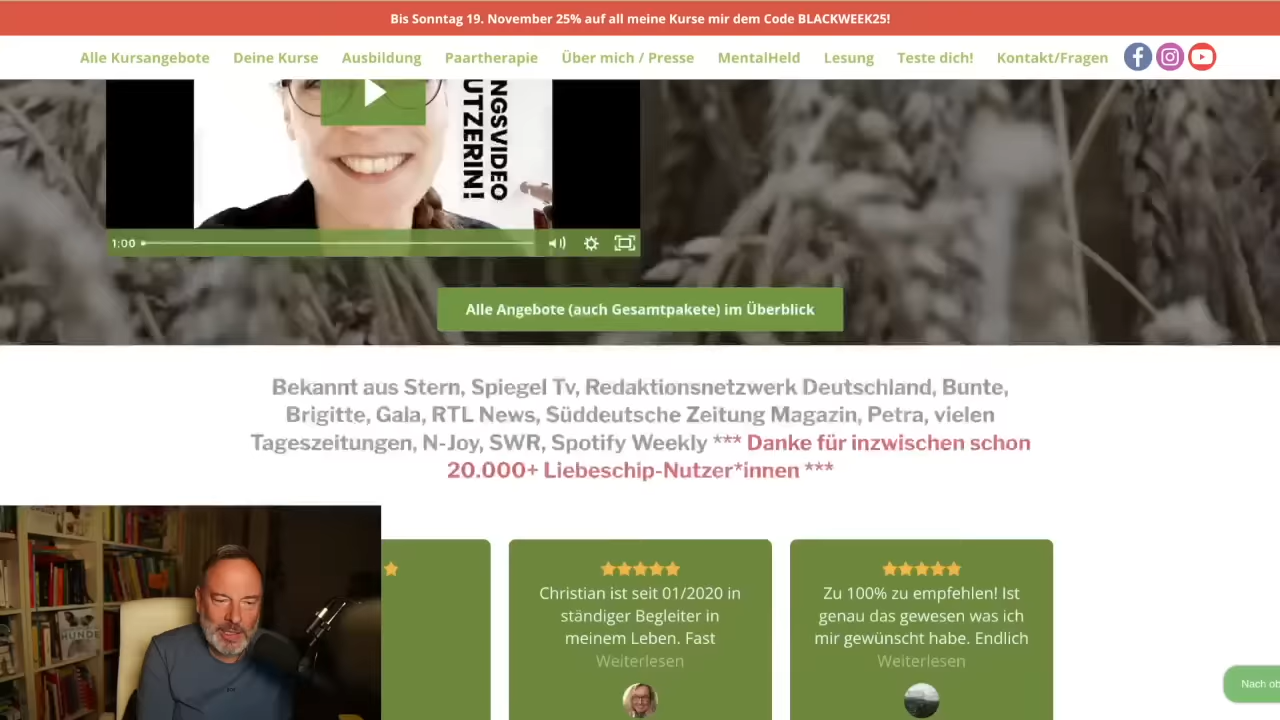 Bis Sonntag 19. November 25% auf all meine Kurse mir dem Code BLACKWEEK25!
Alle Kursangebote Deine Kurse Ausbildung Paartherapie Über mich / Presse MentalHeld Lesung Teste dich! Kontakt/Fragen
NGSVIDEO
UTZERIN!
1:00
Alle Angebote (auch Gesamtpakete) im Überblick
Bekannt aus Stern, Spiegel Tv, Redaktionsnetzwerk Deutschland, Bunte,
Brigitte, Gala, RTL News, Süddeutsche Zeitung Magazin, Petra, vielen
Tageszeitungen, N-Joy, SWR, Spotify Weekly *** Danke für inzwischen schon
20.000+ Liebeschip-Nutzer*innen ***
Christian ist seit 01/2020 in
ständiger Begleiter in
meinem Leben. Fast
Weiterlesen
Zu 100% zu empfehlen! Ist
genau das gewesen was ich
mir gewünscht habe. Endlich
Weiterlesen
Nach ob
HUNDE